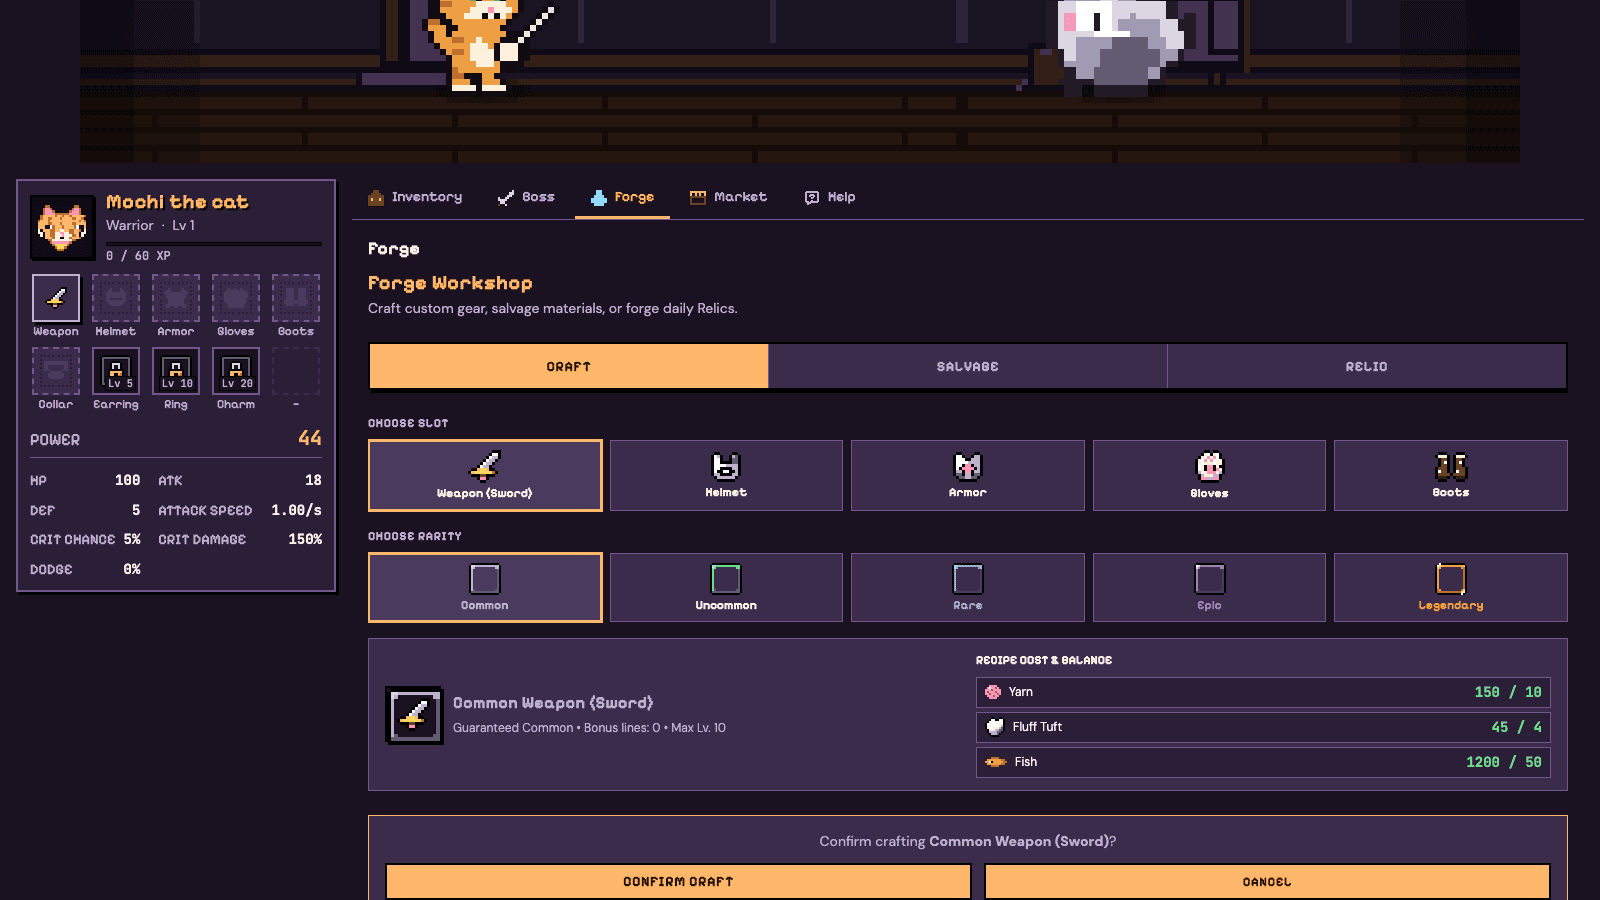 Mochi the cat
Warrior · Lv 1
0 / 60 XP
Weapon Helmet Armor Gloves Boots
Lv 5 Lv 10 Lv 20
Collar Earring Ring Charm -
POWER 44
HP 100 ATK 18
DEF 5 ATTACK SPEED 1.00/s
CRIT CHANCE 5% CRIT DAMAGE 150%
DODGE 0%
Inventory Boss Forge Market Help
Forge
Forge Workshop
Craft custom gear, salvage materials, or forge daily Relics.
CRAFT SALVAGE RELIC
CHOOSE SLOT
Weapon (Sword) Helmet Armor Gloves Boots
CHOOSE RARITY
Common Uncommon Rare Epic Legendary
Common Weapon (Sword)
Guaranteed Common • Bonus lines: 0 • Max Lv. 10
RECIPE COST & BALANCE
Yarn 150 / 10
Fluff Tuft 45 / 4
Fish 1200 / 50
Confirm crafting Common Weapon (Sword)?
CONFIRM CRAFT CANCEL